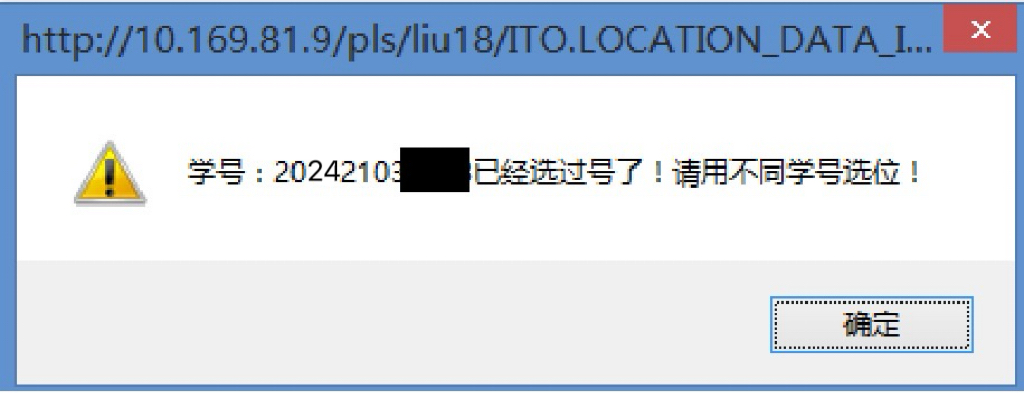 http://10.169.81.9/pls/liu18/ITO.LOCATION_DATA_I...
学号：20242103 已经选过号了！请用不同学号选位！
确定